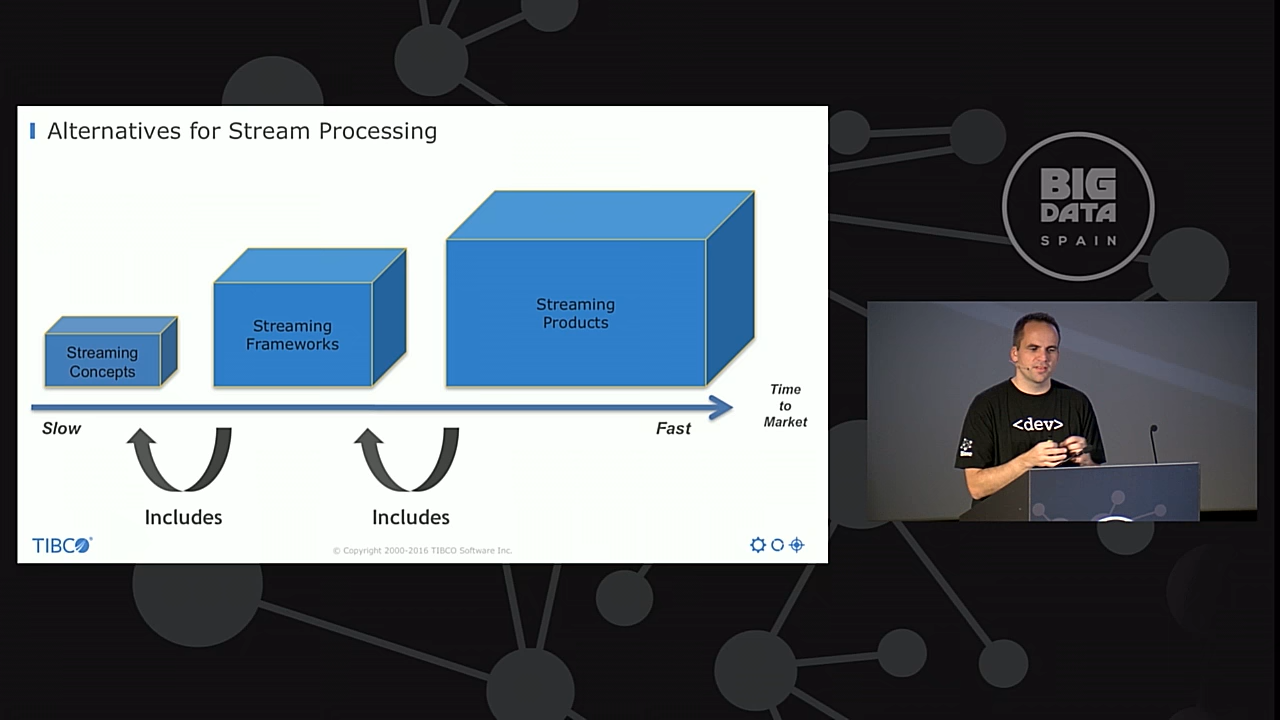 Alternatives for Stream Processing
Streaming
Concepts
Streaming
Frameworks
Streaming
Products
Slow
Fast
Time
to
Market
Includes
Includes
TIBCO
© Copyright 2000-2016 TIBCO Software Inc.
BIG
DATA
SPAIN
<dev>